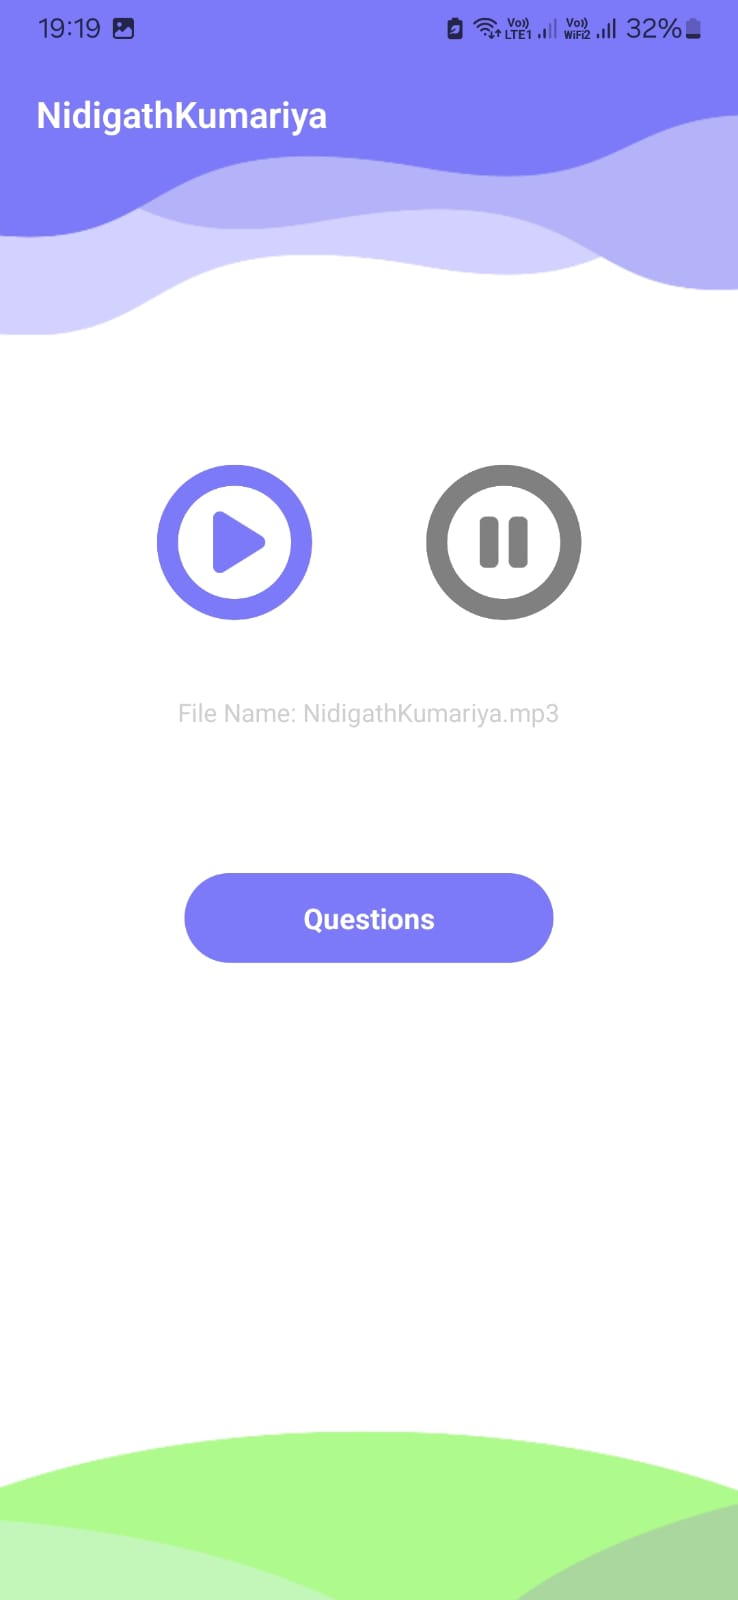 19:19 Vo)) LTE1 Vo)) WiFi2 32%
NidigathKumariya
File Name: NidigathKumariya.mp3
Questions